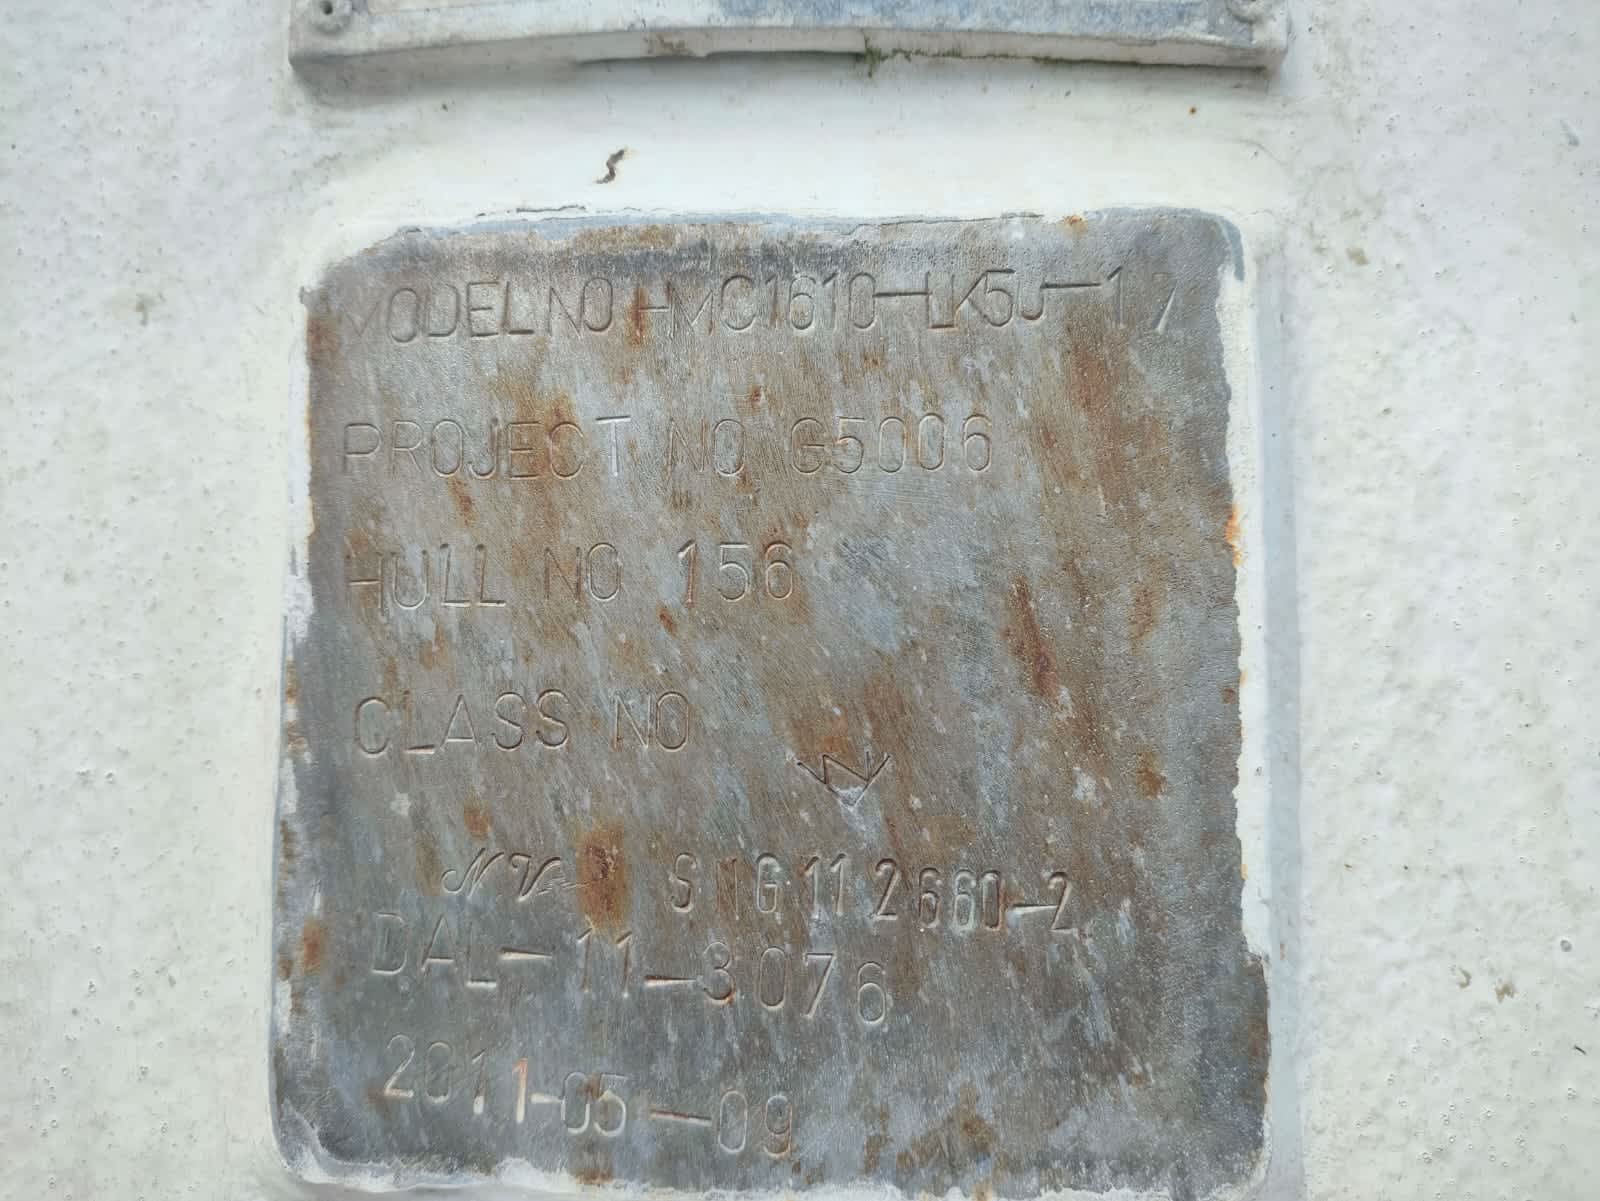 MODEL NO HMC1610-LK50-17
PROJECT NO G5006
HULL NO 156
CLASS NO
NV SNG112660-2
DAL-11-3076
2011-05-09